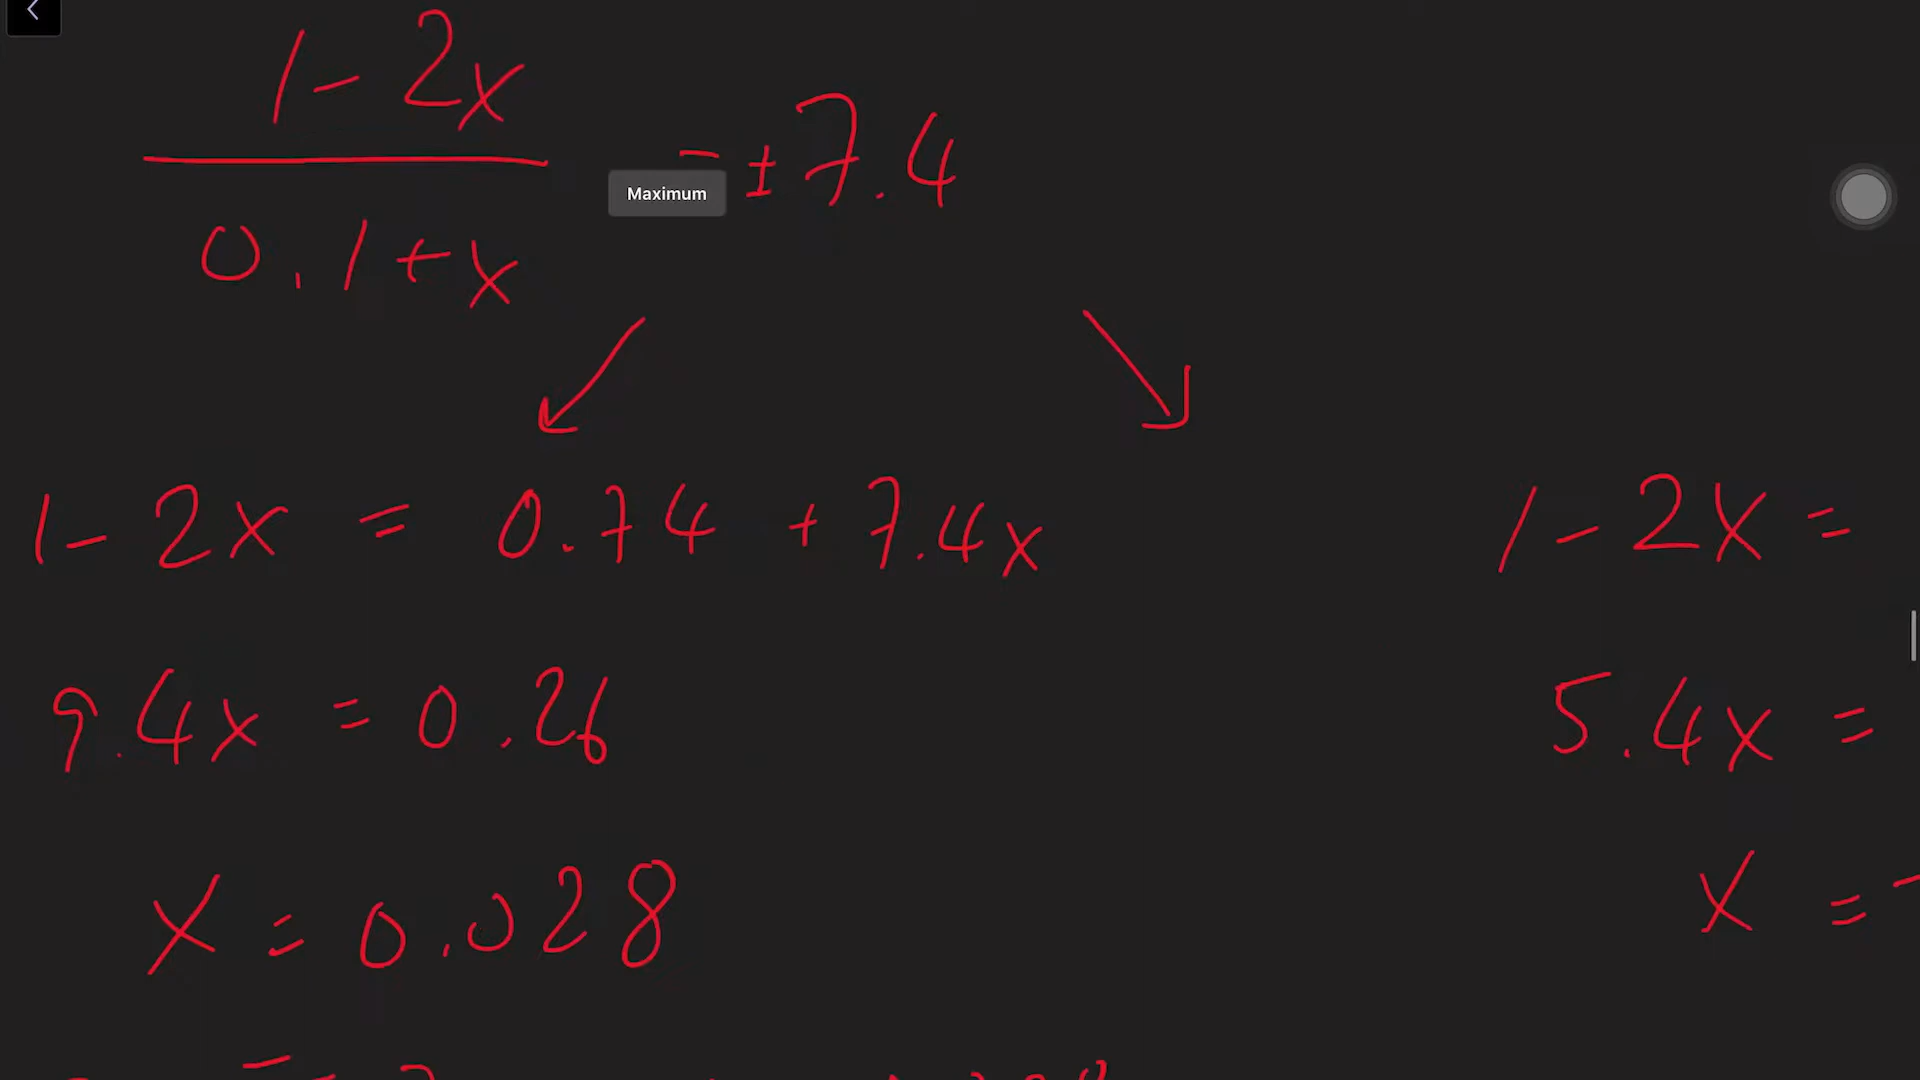 1 - 2x
0.1 + x
= ± 7.4
Maximum
1 - 2x = 0.74 + 7.4x
1 - 2x =
9.4x = 0.26
5.4x =
x = 0.028
x = -